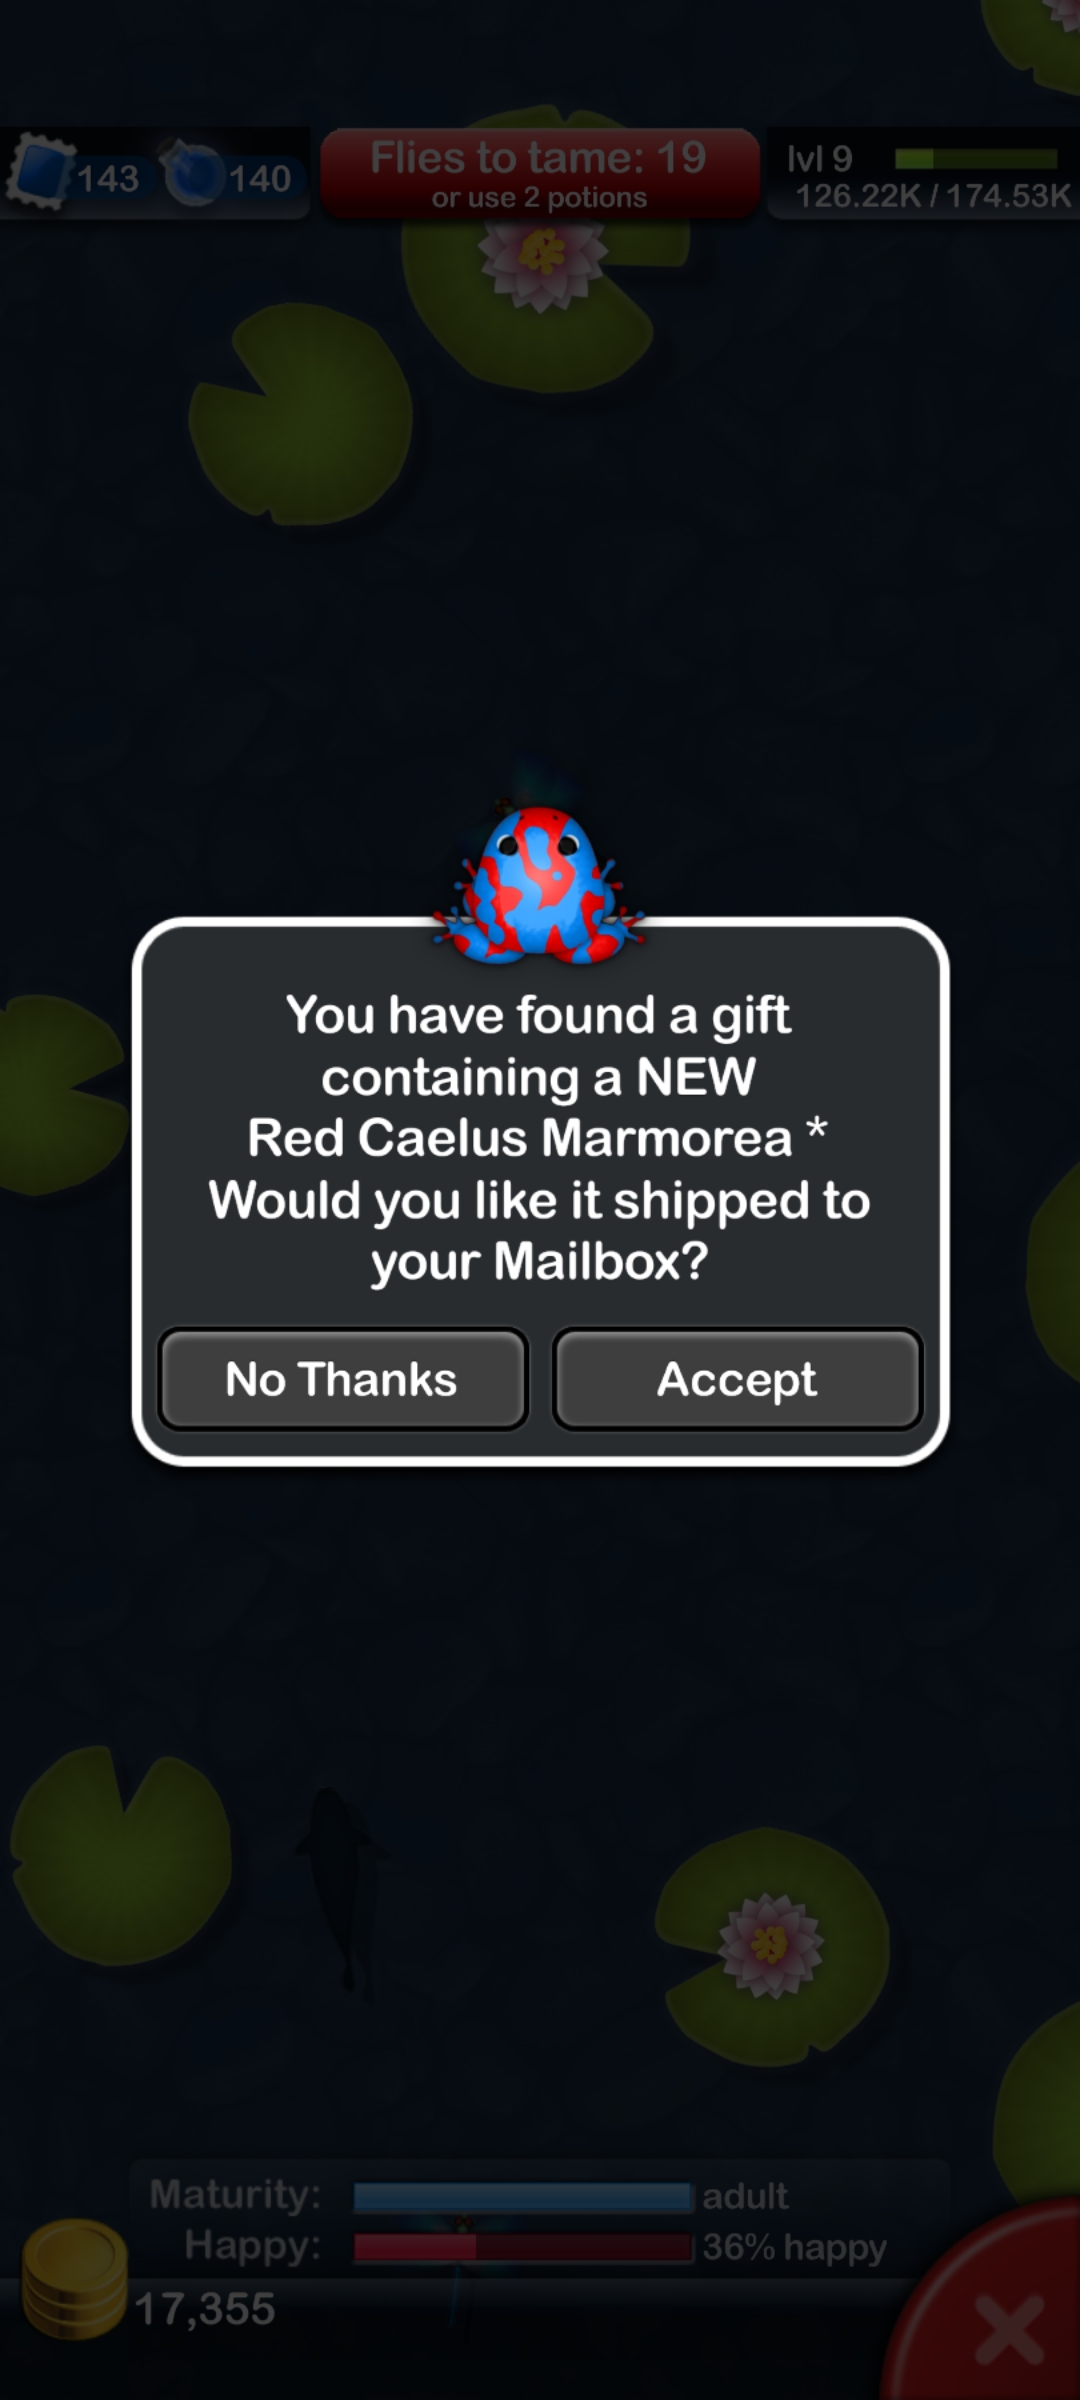 143
140
Flies to tame: 19
or use 2 potions
lvl 9
126.22K / 174.53K
You have found a gift
containing a NEW
Red Caelus Marmorea *
Would you like it shipped to
your Mailbox?
No Thanks
Accept
Maturity:
adult
Happy:
36% happy
17,355